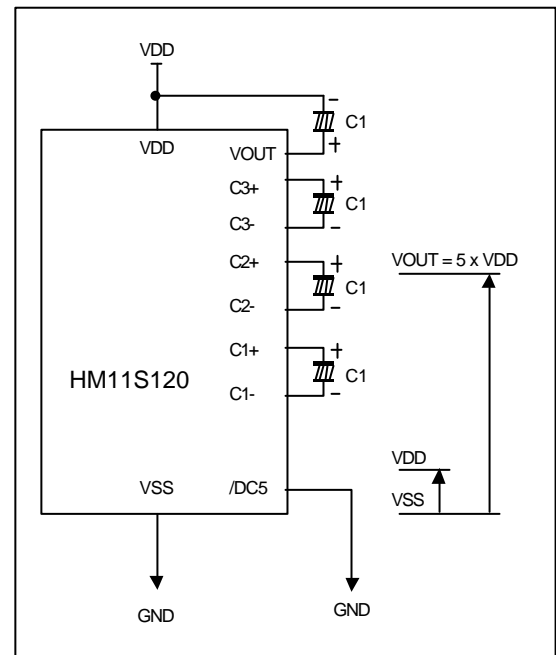 VDD
VDD
− C1 +
VOUT
C3+
+ C1 −
C3-
C2+
+ C1 −
C2-
C1+
+ C1 −
C1-
HM11S120
VSS
/DC5
GND
GND
VOUT = 5 x VDD
VDD
VSS